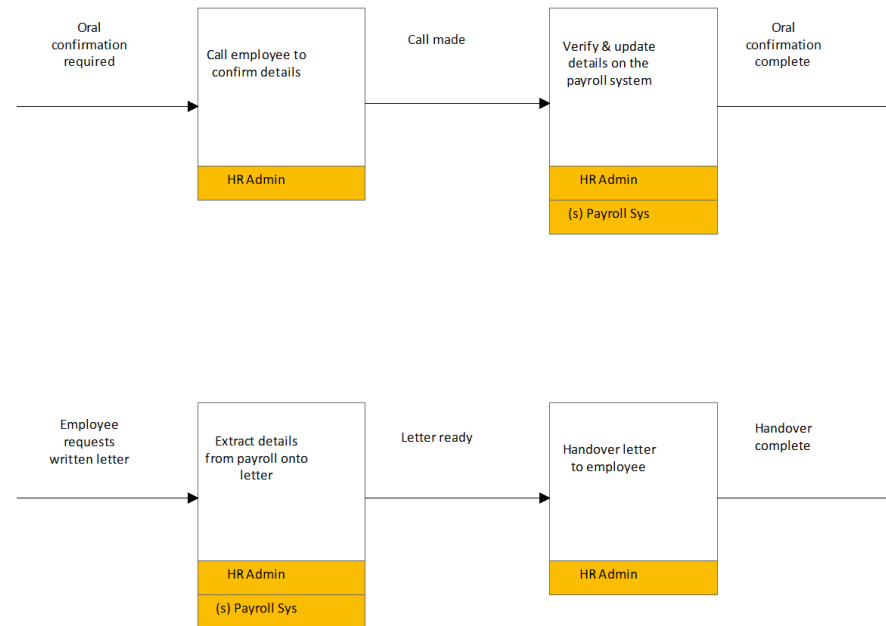 Oral
confirmation
required
Call employee to
confirm details
HR Admin
Call made
Verify & update
details on the
payroll system
HR Admin
(s) Payroll Sys
Oral
confirmation
complete
Employee
requests
written letter
Extract details
from payroll onto
letter
HR Admin
(s) Payroll Sys
Letter ready
Handover letter
to employee
HR Admin
Handover
complete